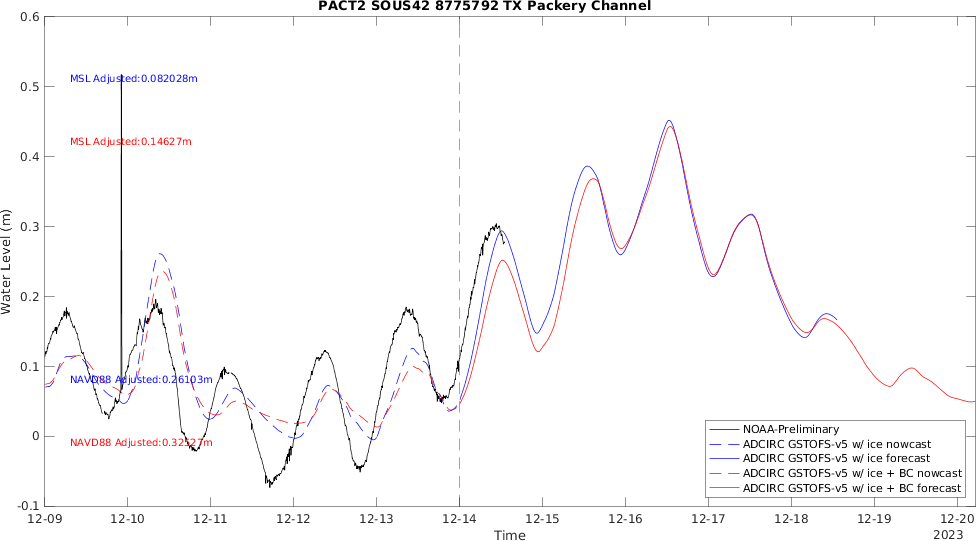 PACT2 SOUS42 8775792 TX Packery Channel
0.6
0.5
0.4
0.3
0.2
0.1
0
-0.1
Water Level (m)
MSL Adjusted:0.082028m
MSL Adjusted:0.14627m
NAVD88 Adjusted:0.26103m
NAVD88 Adjusted:0.32527m
NOAA-Preliminary
ADCIRC GSTOFS-v5 w/ ice nowcast
ADCIRC GSTOFS-v5 w/ ice forecast
ADCIRC GSTOFS-v5 w/ ice + BC nowcast
ADCIRC GSTOFS-v5 w/ ice + BC forecast
12-09 12-10 12-11 12-12 12-13 12-14 12-15 12-16 12-17 12-18 12-19 12-20
Time
2023